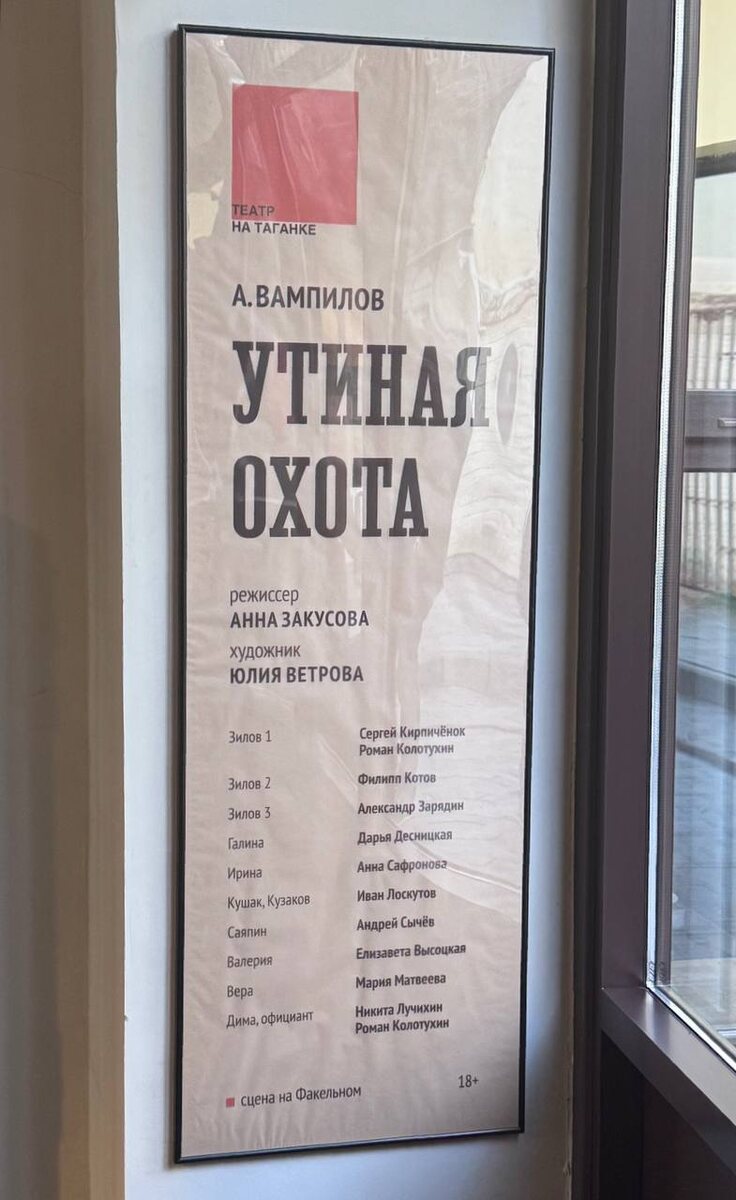 ТЕАТР
НА ТАГАНКЕ
А. ВАМПИЛОВ
УТИНАЯ
ОХОТА
режиссер
АННА ЗАКУСОВА
художник
ЮЛИЯ ВЕТРОВА
Зилов 1 Сергей Кирпичёнок
Роман Колотухин
Зилов 2 Филипп Котов
Зилов 3 Александр Зарядин
Галина Дарья Десницкая
Ирина Анна Сафронова
Кушак, Кузаков Иван Лоскутов
Саяпин Андрей Сычёв
Валерия Елизавета Высоцкая
Вера Мария Матвеева
Дима, официант Никита Лучихин
Роман Колотухин
сцена на Факельном 18+